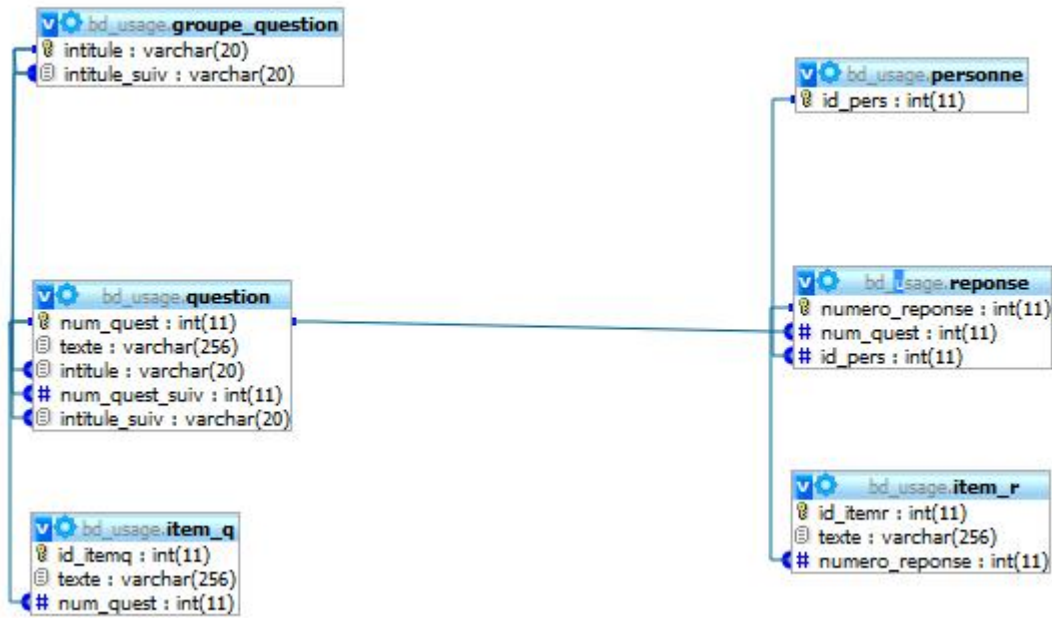 v bd_usage.groupe_question
intitule : varchar(20)
intitule_suiv : varchar(20)
v bd_usage.personne
id_pers : int(11)
v bd_usage.question
num_quest : int(11)
texte : varchar(256)
intitule : varchar(20)
# num_quest_suiv : int(11)
intitule_suiv : varchar(20)
v bd_usage.reponse
numero_reponse : int(11)
# num_quest : int(11)
# id_pers : int(11)
v bd_usage.item_q
id_itemq : int(11)
texte : varchar(256)
# num_quest : int(11)
v bd_usage.item_r
id_itemr : int(11)
texte : varchar(256)
# numero_reponse : int(11)